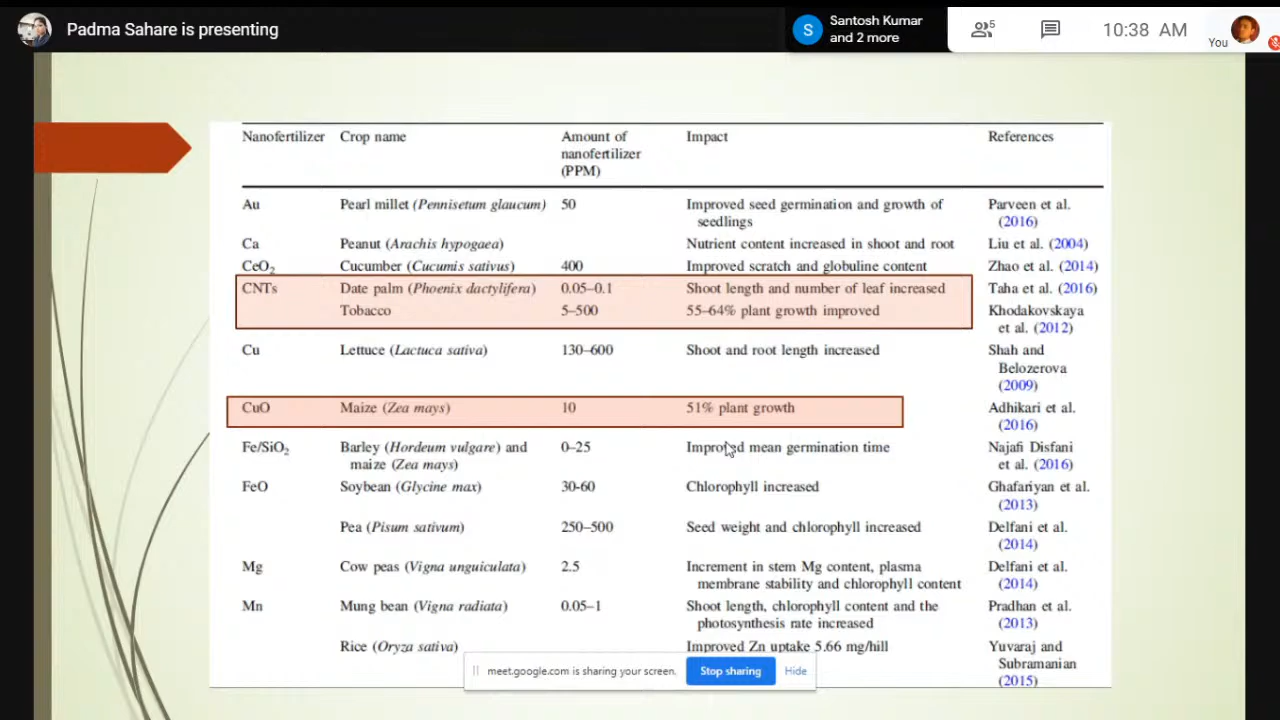 Padma Sahare is presenting
S
Santosh Kumar
and 2 more
5
10:38 AM
You
Nanofertilizer Crop name Amount of Impact References
nanofertilizer
(PPM)
Au Pearl millet (Pennisetum glaucum) 50 Improved seed germination and growth of Parveen et al.
seedlings (2016)
Ca Peanut (Arachis hypogaea) Nutrient content increased in shoot and root Liu et al. (2004)
CeO2 Cucumber (Cucumis sativus) 400 Improved scratch and globuline content Zhao et al. (2014)
CNTs Date palm (Phoenix dactylifera) 0.05–0.1 Shoot length and number of leaf increased Taha et al. (2016)
Tobacco 5–500 55–64% plant growth improved Khodakovskaya
et al. (2012)
Cu Lettuce (Lactuca sativa) 130–600 Shoot and root length increased Shah and
Belozerova
(2009)
CuO Maize (Zea mays) 10 51% plant growth Adhikari et al.
(2016)
Fe/SiO2 Barley (Hordeum vulgare) and 0–25 Improved mean germination time Najafi Disfani
maize (Zea mays) et al. (2016)
FeO Soybean (Glycine max) 30-60 Chlorophyll increased Ghafariyan et al.
(2013)
Pea (Pisum sativum) 250–500 Seed weight and chlorophyll increased Delfani et al.
(2014)
Mg Cow peas (Vigna unguiculata) 2.5 Increment in stem Mg content, plasma Delfani et al.
membrane stability and chlorophyll content (2014)
Mn Mung bean (Vigna radiata) 0.05–1 Shoot length, chlorophyll content and the Pradhan et al.
photosynthesis rate increased (2013)
Rice (Oryza sativa) Improved Zn uptake 5.66 mg/hill Yuvaraj and
Subramanian
(2015)
meet.google.com is sharing your screen. Stop sharing Hide